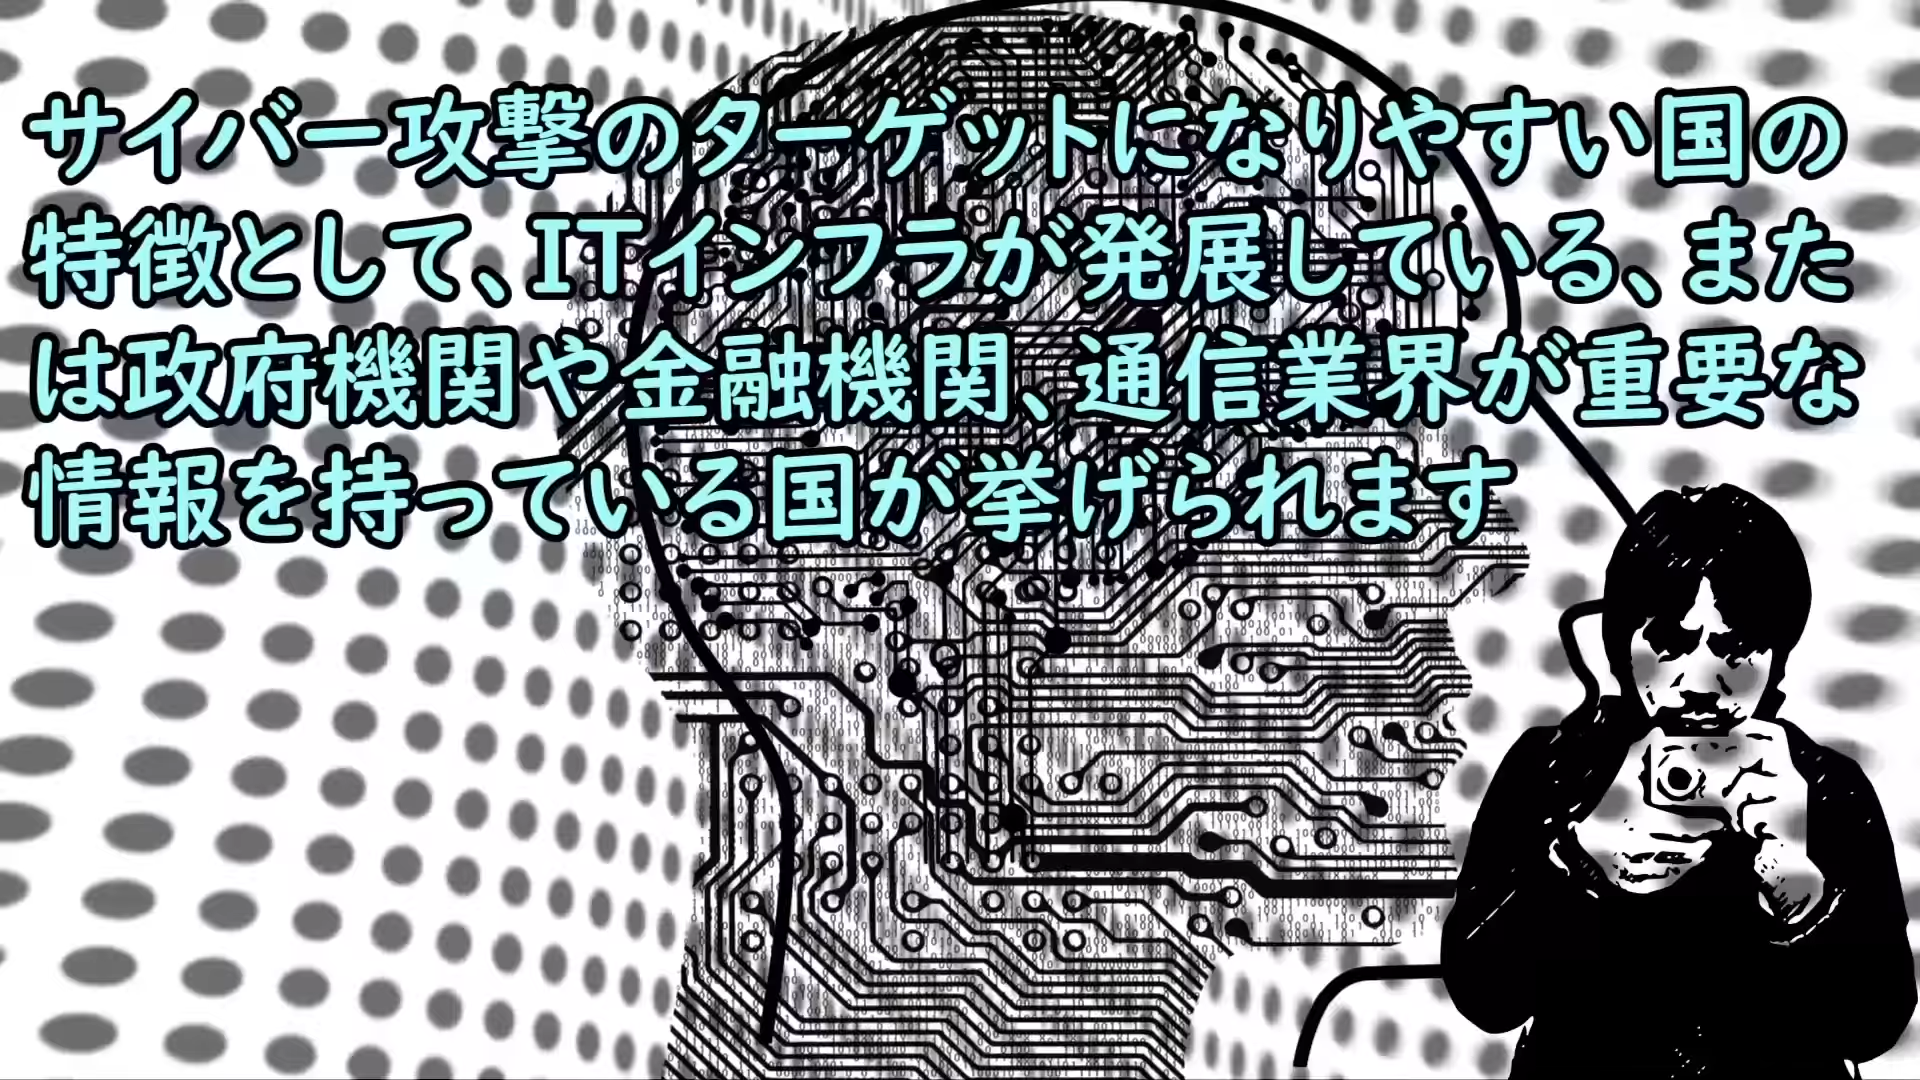 サイバー攻撃のターゲットになりやすい国の
特徴として、ITインフラが発展している、また
は政府機関や金融機関、通信業界が重要な
情報を持っている国が挙げられます